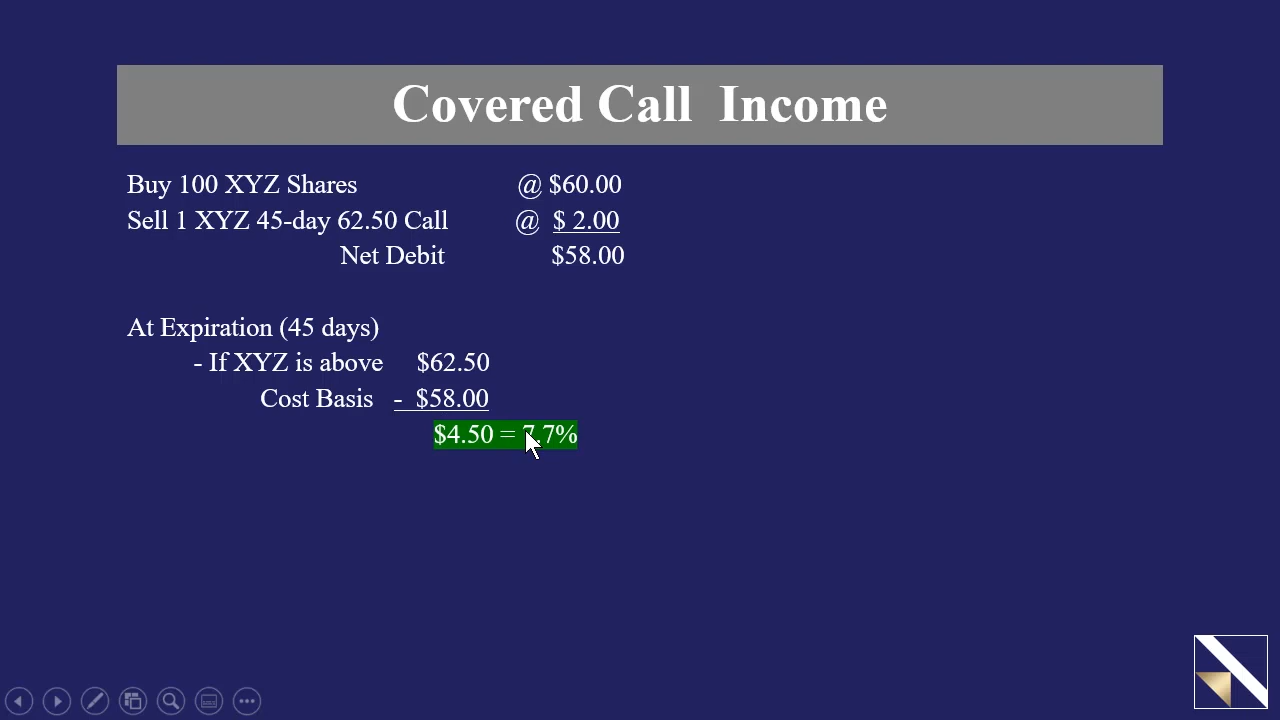 Covered Call Income
Buy 100 XYZ Shares @ $60.00
Sell 1 XYZ 45-day 62.50 Call @ $ 2.00
Net Debit $58.00
At Expiration (45 days)
- If XYZ is above $62.50
Cost Basis - $58.00
$4.50 = 7.7%